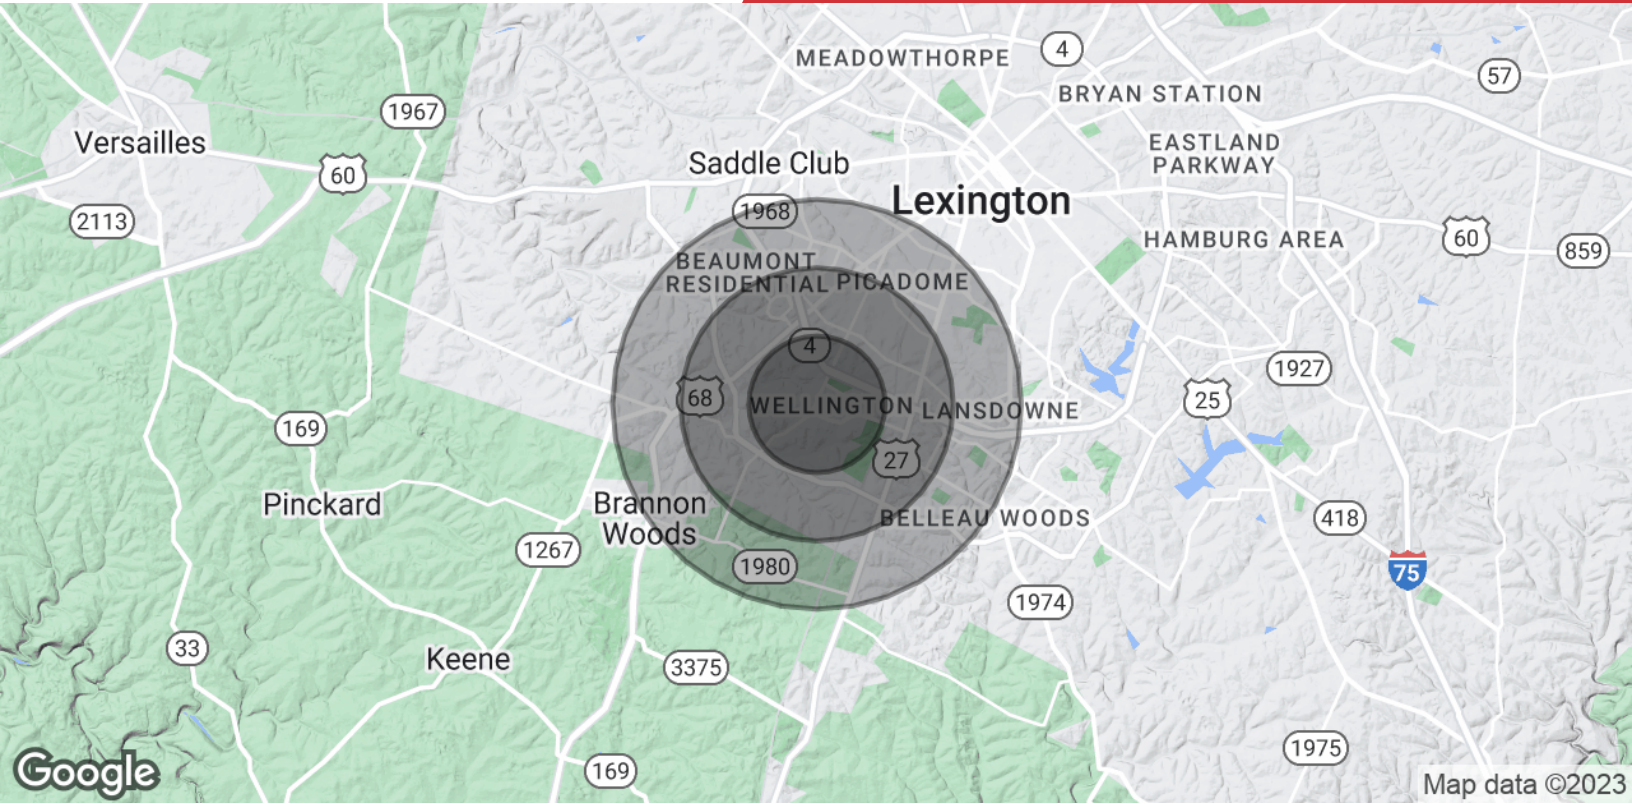 MEADOWTHORPE
4
57
BRYAN STATION
1967
Versailles
EASTLAND
PARKWAY
Saddle Club
60
Lexington
1968
2113
HAMBURG AREA
60
859
BEAUMONT
RESIDENTIAL
PICADOME
4
1927
68
WELLINGTON
LANSDOWNE
25
169
27
Pinckard
Brannon
Woods
BELLEAU WOODS
418
1267
1980
75
1974
33
Keene
3375
1975
169
Google
Map data ©2023